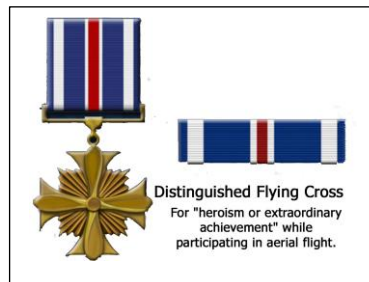 Distinguished Flying Cross
For "heroism or extraordinary
achievement" while
participating in aerial flight.